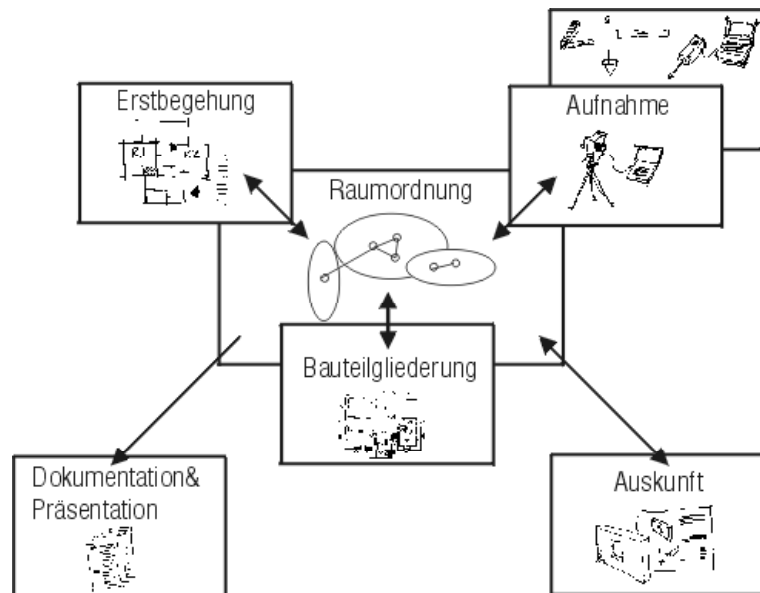 Erstbegehung
Aufnahme
Raumordnung
Bauteilgliederung
Dokumentation&
Präsentation
Auskunft